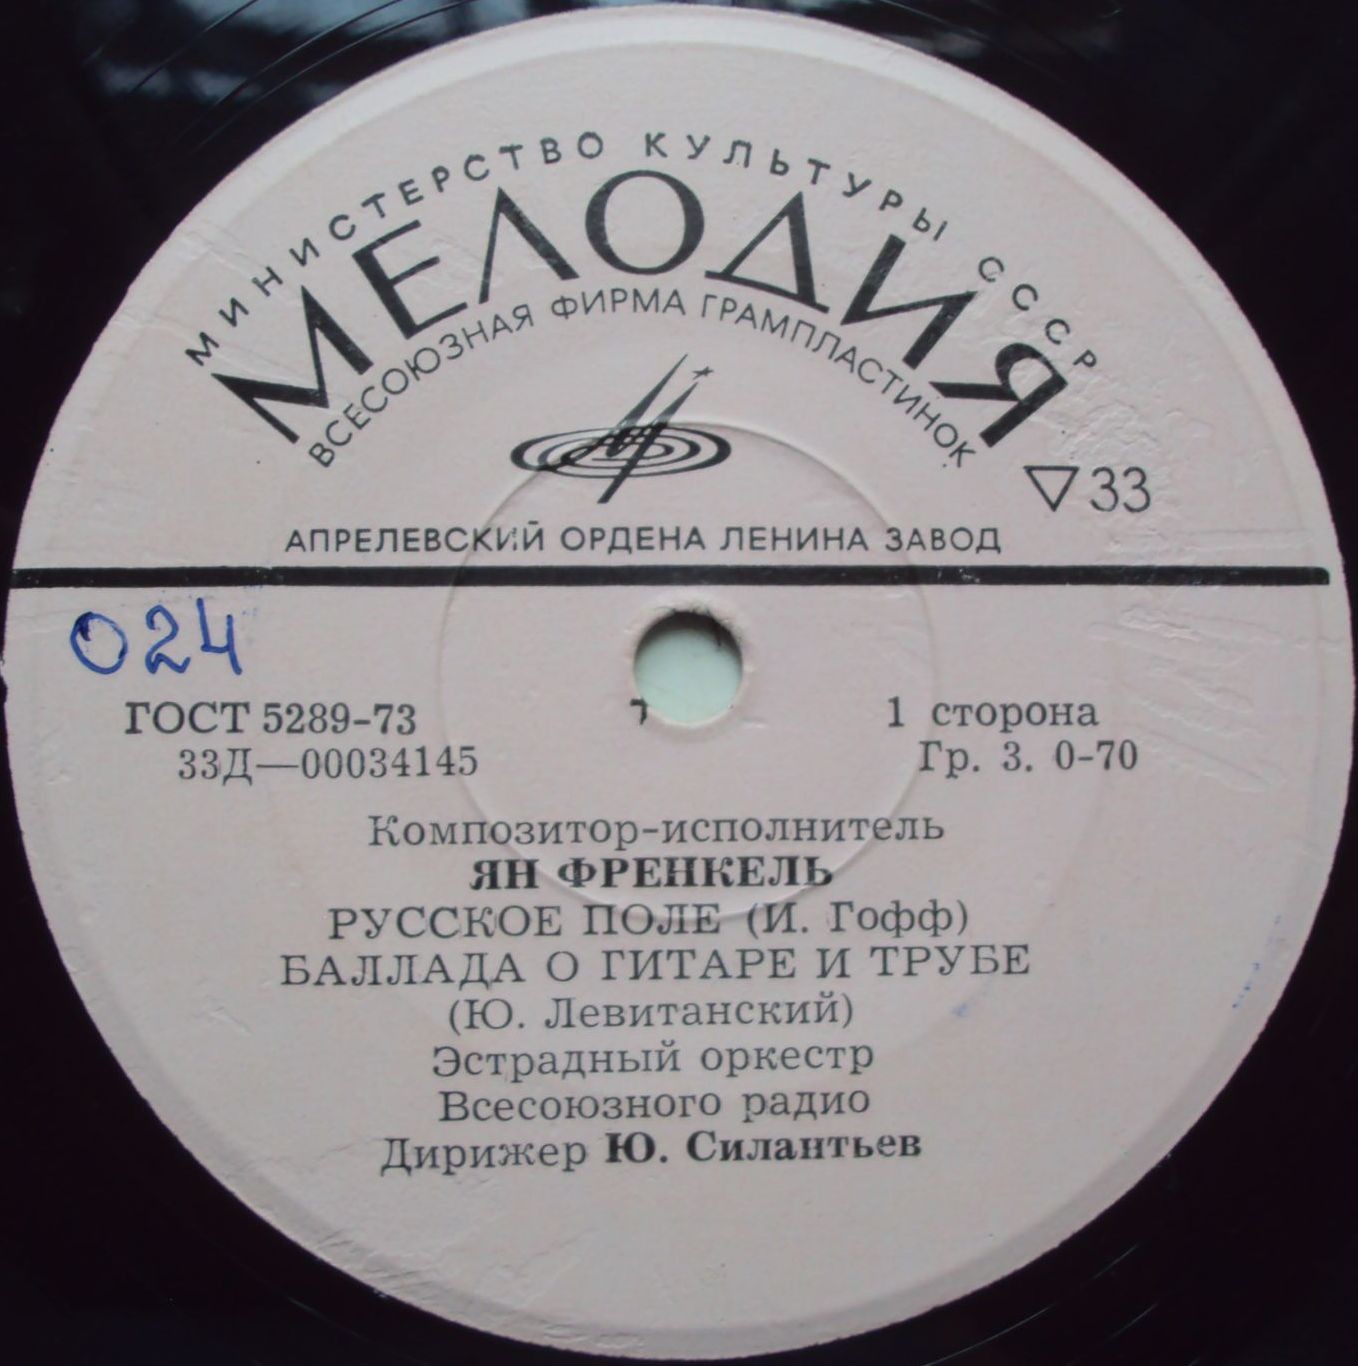 МИНИСТЕРСТВО КУЛЬТУРЫ СССР
МЕЛОДИЯ
ВСЕСОЮЗНАЯ ФИРМА ГРАМПЛАСТИНОК
▽33
АПРЕЛЕВСКИЙ ОРДЕНА ЛЕНИНА ЗАВОД
024
ГОСТ 5289-73
1 сторона
33Д—00034145
Гр. 3. 0-70
Композитор-исполнитель
ЯН ФРЕНКЕЛЬ
РУССКОЕ ПОЛЕ (И. Гофф)
БАЛЛАДА О ГИТАРЕ И ТРУБЕ
(Ю. Левитанский)
Эстрадный оркестр
Всесоюзного радио
Дирижер Ю. Силантьев